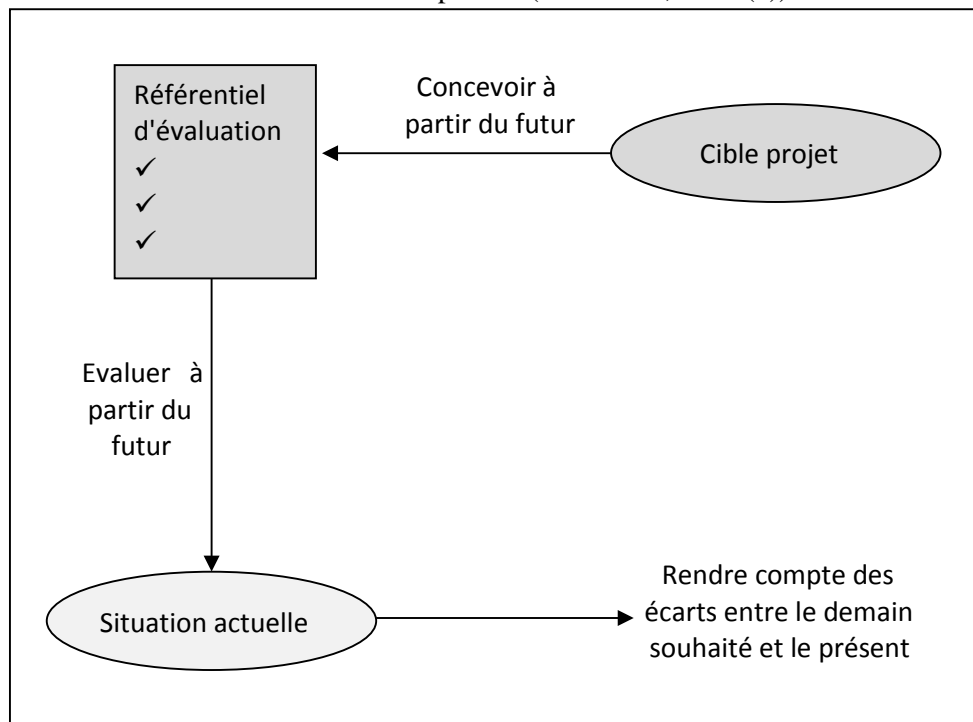 Concevoir à
partir du futur
Référentiel
d'évaluation
✓
✓
✓
Cible projet
Evaluer à
partir du
futur
Situation actuelle
Rendre compte des
écarts entre le demain
souhaité et le présent